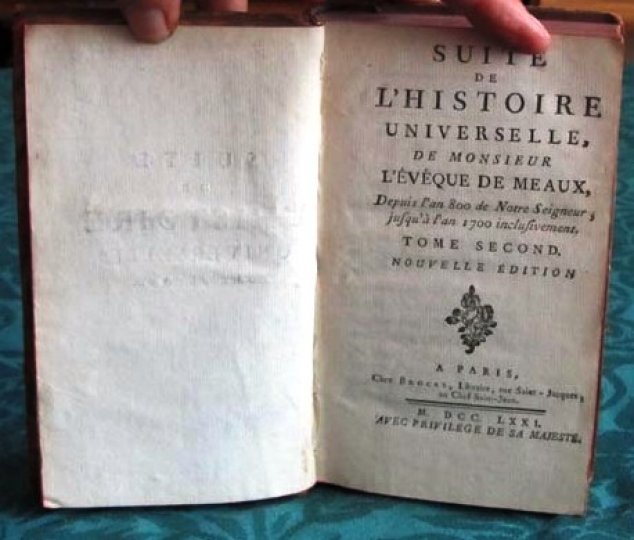 SUITE
DE
L'HISTOIRE
UNIVERSELLE,
DE MONSIEUR
L'ÉVÊQUE DE MEAUX,
Depuis l'an 800 de Notre Seigneur,
jusqu'à l'an 1700 inclusivement.
TOME SECOND.
NOUVELLE ÉDITION
A PARIS,
Chez BROCAS, Libraire, rue Saint-Jacques,
au Chef Saint-Jean.
M. DCC. LXXI.
AVEC PRIVILEGE DE SA MAJESTÉ.